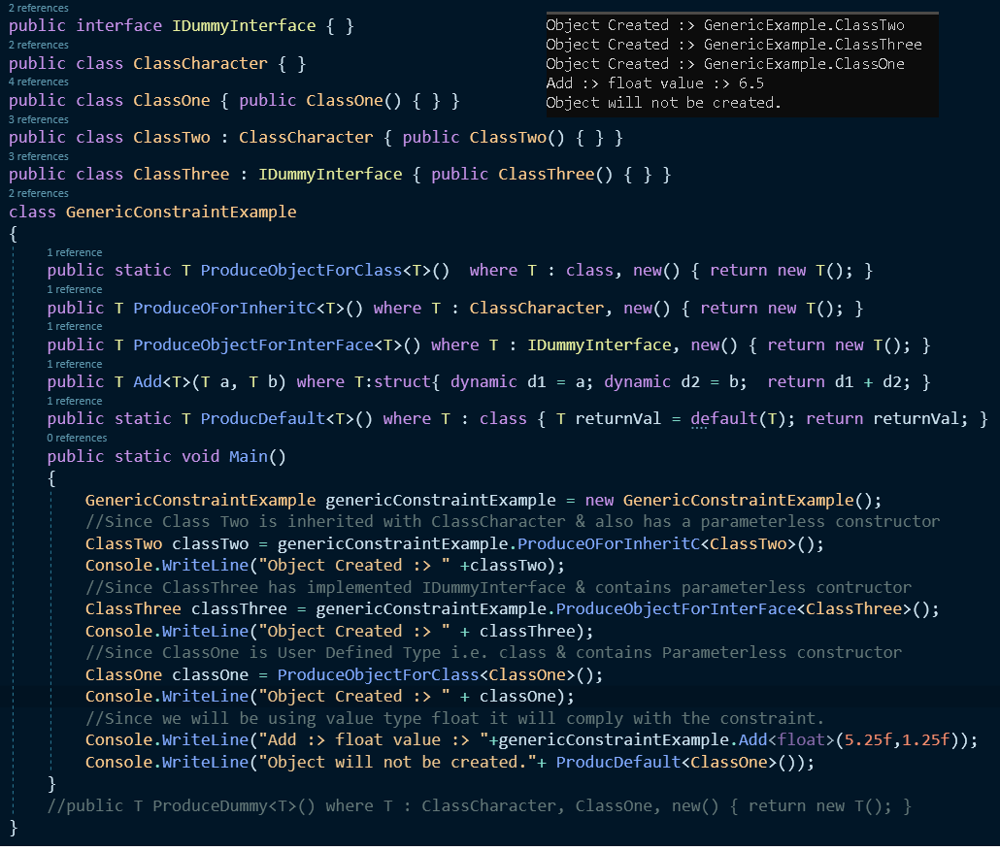 2 references
public interface IDummyInterface { }
2 references
public class ClassCharacter { }
4 references
public class ClassOne { public ClassOne() { } }
3 references
public class ClassTwo : ClassCharacter { public ClassTwo() { } }
3 references
public class ClassThree : IDummyInterface { public ClassThree() { } }
2 references
class GenericConstraintExample
{
1 reference
public static T ProduceObjectForClass<T>()  where T : class, new() { return new T(); }
1 reference
public T ProduceOForInheritC<T>() where T : ClassCharacter, new() { return new T(); }
1 reference
public T ProduceObjectForInterFace<T>() where T : IDummyInterface, new() { return new T(); }
1 reference
public T Add<T>(T a, T b) where T:struct{ dynamic d1 = a; dynamic d2 = b;  return d1 + d2; }
1 reference
public static T ProducDefault<T>() where T : class { T returnVal = default(T); return returnVal; }
0 references
public static void Main()
{
GenericConstraintExample genericConstraintExample = new GenericConstraintExample();
//Since Class Two is inherited with ClassCharacter & also has a parameterless constructor
ClassTwo classTwo = genericConstraintExample.ProduceOForInheritC<ClassTwo>();
Console.WriteLine("Object Created :> " +classTwo);
//Since ClassThree has implemented IDummyInterface & contains parameterless contructor
ClassThree classThree = genericConstraintExample.ProduceObjectForInterFace<ClassThree>();
Console.WriteLine("Object Created :> " + classThree);
//Since ClassOne is User Defined Type i.e. class & contains Parameterless constructor
ClassOne classOne = ProduceObjectForClass<ClassOne>();
Console.WriteLine("Object Created :> " + classOne);
//Since we will be using value type float it will comply with the constraint.
Console.WriteLine("Add :> float value :> "+genericConstraintExample.Add<float>(5.25f,1.25f));
Console.WriteLine("Object will not be created."+ ProducDefault<ClassOne>());
}
//public T ProduceDummy<T>() where T : ClassCharacter, ClassOne, new() { return new T(); }
}
Object Created :> GenericExample.ClassTwo
Object Created :> GenericExample.ClassThree
Object Created :> GenericExample.ClassOne
Add :> float value :> 6.5
Object will not be created.